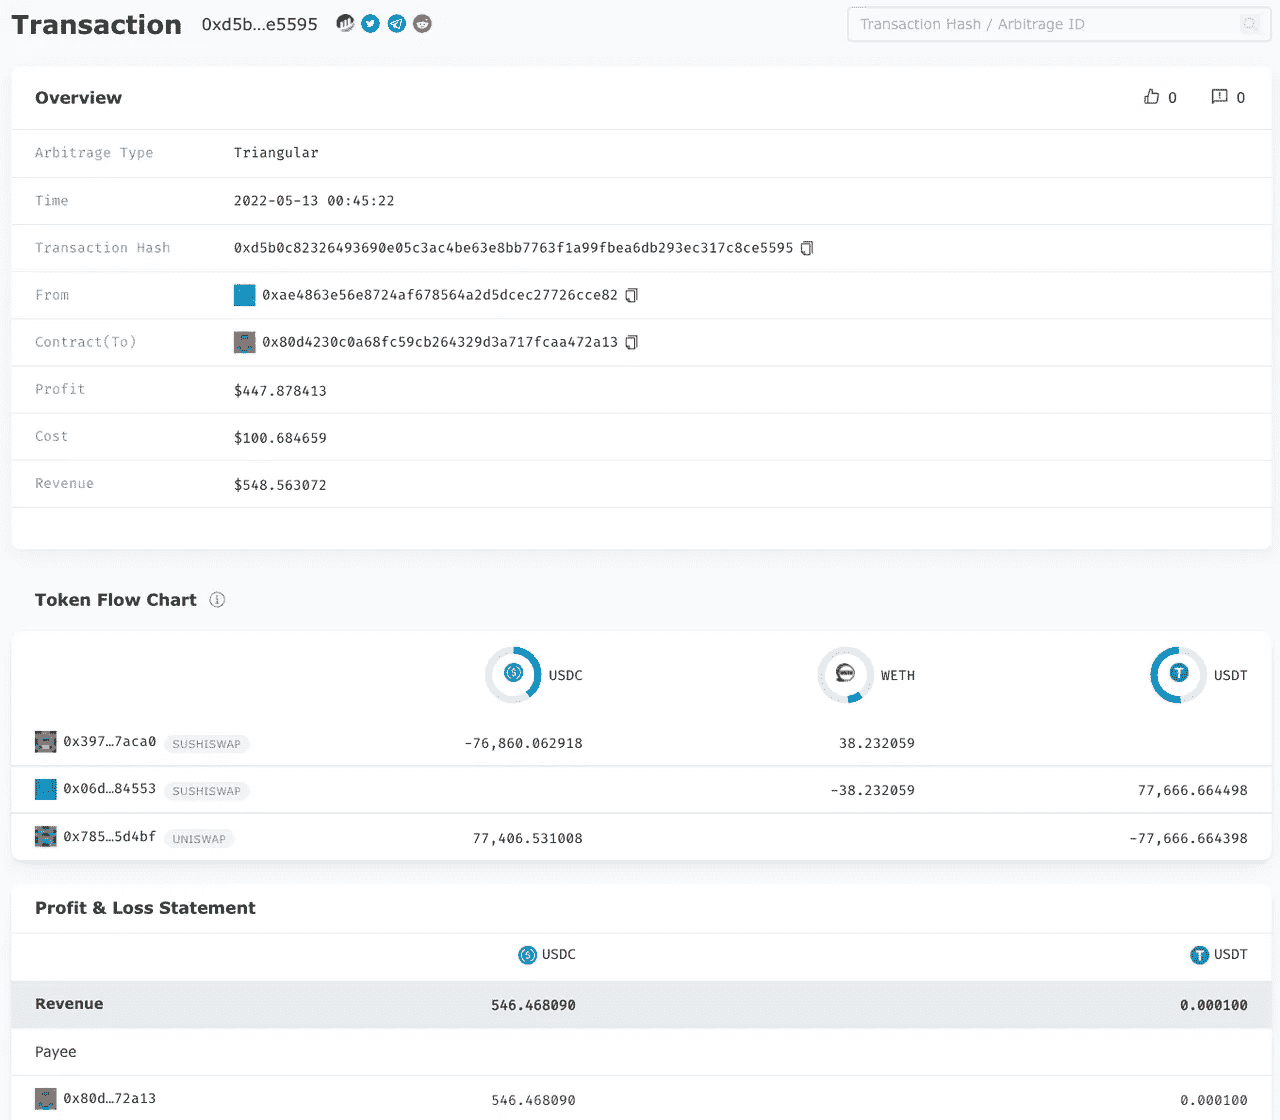 Transaction 0xd5b...e5595 Transaction Hash / Arbitrage ID
Overview 0 0
Arbitrage Type Triangular
Time 2022-05-13 00:45:22
Transaction Hash 0xd5b0c82326493690e05c3ac4be63e8bb7763f1a99fbea6db293ec317c8ce5595
From 0xae4863e56e8724af678564a2d5dcec27726cce82
Contract(To) 0x80d4230c0a68fc59cb264329d3a717fcaa472a13
Profit $447.878413
Cost $100.684659
Revenue $548.563072
Token Flow Chart
USDC WETH USDT
0x397…7aca0 SUSHISWAP -76,860.062918 38.232059
0x06d…84553 SUSHISWAP -38.232059 77,666.664498
0x785…5d4bf UNISWAP 77,406.531008 -77,666.664398
Profit & Loss Statement
USDC USDT
Revenue 546.468090 0.000100
Payee
0x80d…72a13 546.468090 0.000100